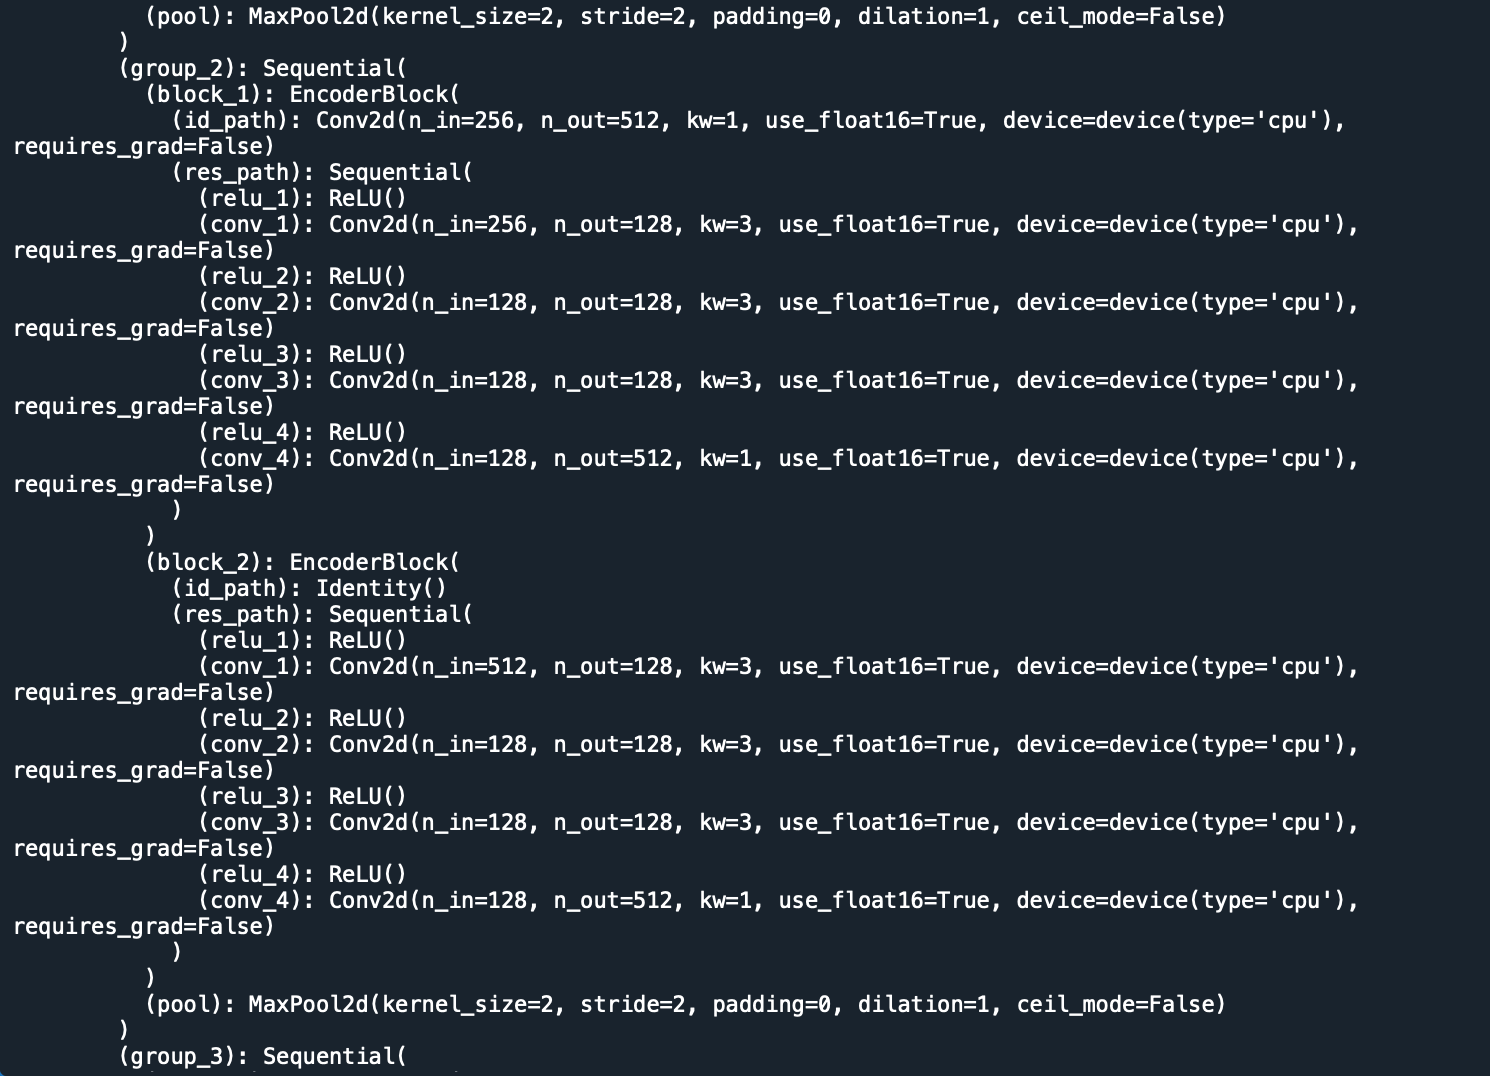 (pool): MaxPool2d(kernel_size=2, stride=2, padding=0, dilation=1, ceil_mode=False)
)
(group_2): Sequential(
(block_1): EncoderBlock(
(id_path): Conv2d(n_in=256, n_out=512, kw=1, use_float16=True, device=device(type='cpu'),
requires_grad=False)
(res_path): Sequential(
(relu_1): ReLU()
(conv_1): Conv2d(n_in=256, n_out=128, kw=3, use_float16=True, device=device(type='cpu'),
requires_grad=False)
(relu_2): ReLU()
(conv_2): Conv2d(n_in=128, n_out=128, kw=3, use_float16=True, device=device(type='cpu'),
requires_grad=False)
(relu_3): ReLU()
(conv_3): Conv2d(n_in=128, n_out=128, kw=3, use_float16=True, device=device(type='cpu'),
requires_grad=False)
(relu_4): ReLU()
(conv_4): Conv2d(n_in=128, n_out=512, kw=1, use_float16=True, device=device(type='cpu'),
requires_grad=False)
)
)
(block_2): EncoderBlock(
(id_path): Identity()
(res_path): Sequential(
(relu_1): ReLU()
(conv_1): Conv2d(n_in=512, n_out=128, kw=3, use_float16=True, device=device(type='cpu'),
requires_grad=False)
(relu_2): ReLU()
(conv_2): Conv2d(n_in=128, n_out=128, kw=3, use_float16=True, device=device(type='cpu'),
requires_grad=False)
(relu_3): ReLU()
(conv_3): Conv2d(n_in=128, n_out=128, kw=3, use_float16=True, device=device(type='cpu'),
requires_grad=False)
(relu_4): ReLU()
(conv_4): Conv2d(n_in=128, n_out=512, kw=1, use_float16=True, device=device(type='cpu'),
requires_grad=False)
)
)
(pool): MaxPool2d(kernel_size=2, stride=2, padding=0, dilation=1, ceil_mode=False)
)
(group_3): Sequential(